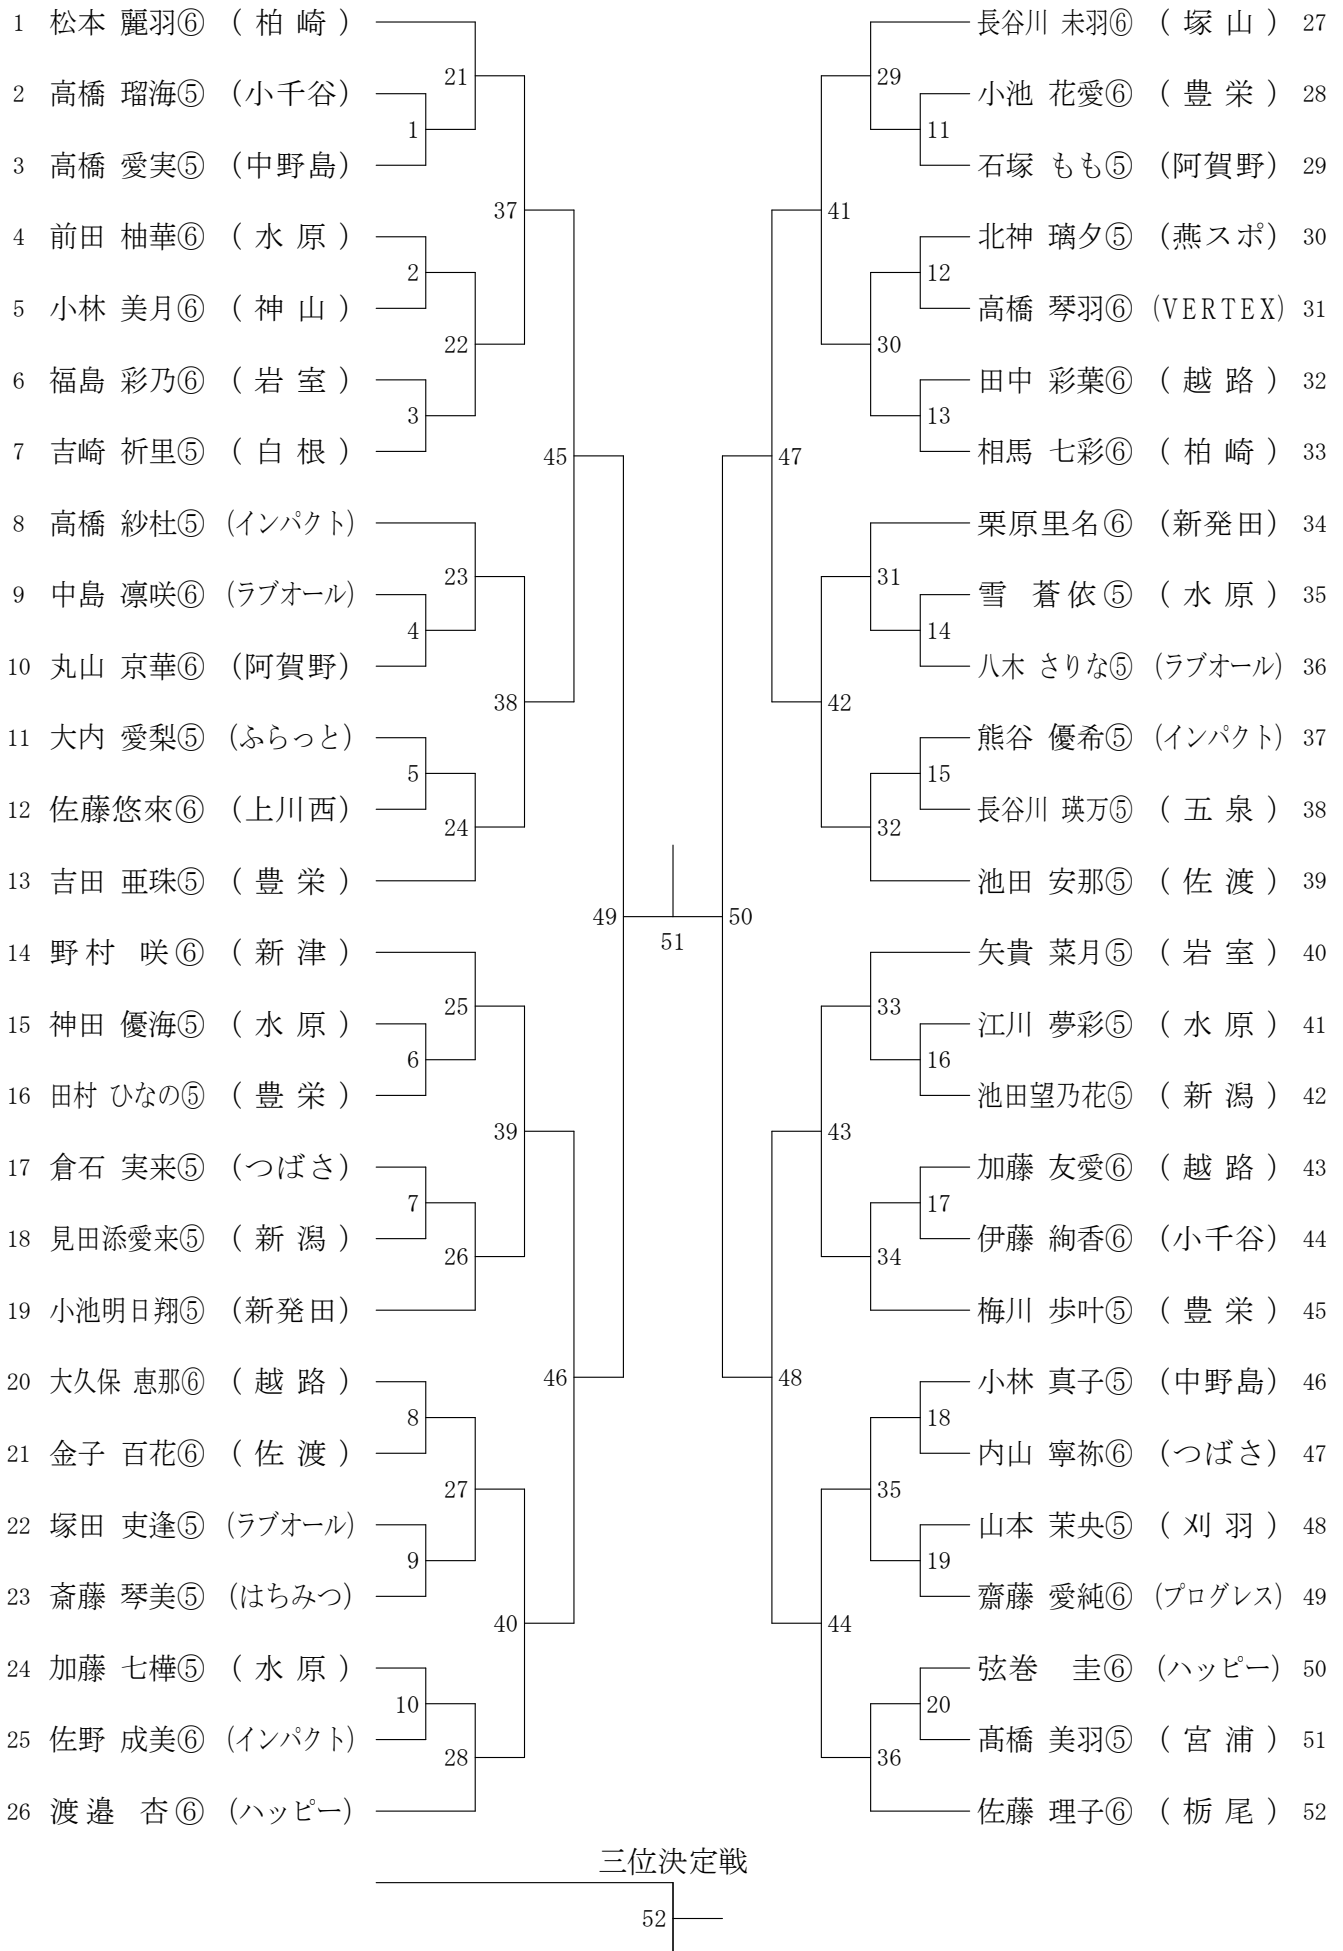 1 松本 麗羽⑥ ( 柏 崎 )
2 高橋 瑠海⑤ (小千谷)
3 高橋 愛実⑤ (中野島)
4 前田 柚華⑥ ( 水 原 )
5 小林 美月⑥ ( 神 山 )
6 福島 彩乃⑥ ( 岩 室 )
7 吉崎 祈里⑤ ( 白 根 )
8 高橋 紗杜⑤ (インパクト)
9 中島 凛咲⑥ (ラブオール)
10 丸山 京華⑥ (阿賀野)
11 大内 愛梨⑤ (ふらっと)
12 佐藤悠來⑥ (上川西)
13 吉田 亜珠⑤ ( 豊 栄 )
14 野村 咲⑥ ( 新 津 )
15 神田 優海⑤ ( 水 原 )
16 田村 ひなの⑤ ( 豊 栄 )
17 倉石 実来⑤ (つばさ)
18 見田添愛来⑤ ( 新 潟 )
19 小池明日翔⑤ (新発田)
20 大久保 恵那⑥ ( 越 路 )
21 金子 百花⑥ ( 佐 渡 )
22 塚田 吏逢⑤ (ラブオール)
23 斎藤 琴美⑤ (はちみつ)
24 加藤 七樺⑤ ( 水 原 )
25 佐野 成美⑥ (インパクト)
26 渡邉 杏⑥ (ハッピー)
21
1
37
2
22
3
45
23
4
38
5
24
49
25
6
39
7
26
46
8
27
9
40
10
28
51
50
29
11
41
12
30
13
47
31
14
42
15
32
33
16
43
17
34
48
18
35
19
44
20
36
長谷川 未羽⑥ ( 塚 山 ) 27
小池 花愛⑥ ( 豊 栄 ) 28
石塚 もも⑤ (阿賀野) 29
北神 璃夕⑤ (燕スポ) 30
高橋 琴羽⑥ (VERTEX) 31
田中 彩葉⑥ ( 越 路 ) 32
相馬 七彩⑥ ( 柏 崎 ) 33
栗原里名⑥ (新発田) 34
雪 蒼依⑤ ( 水 原 ) 35
八木 さりな⑤ (ラブオール) 36
熊谷 優希⑤ (インパクト) 37
長谷川 瑛万⑤ ( 五 泉 ) 38
池田 安那⑤ ( 佐 渡 ) 39
矢貴 菜月⑤ ( 岩 室 ) 40
江川 夢彩⑤ ( 水 原 ) 41
池田望乃花⑤ ( 新 潟 ) 42
加藤 友愛⑥ ( 越 路 ) 43
伊藤 絢香⑥ (小千谷) 44
梅川 歩叶⑤ ( 豊 栄 ) 45
小林 真子⑤ (中野島) 46
内山 寧祢⑥ (つばさ) 47
山本 茉央⑤ ( 刈 羽 ) 48
齋藤 愛純⑥ (プログレス) 49
弦巻 圭⑥ (ハッピー) 50
髙橋 美羽⑤ ( 宮 浦 ) 51
佐藤 理子⑥ ( 栃 尾 ) 52
三位決定戦
52